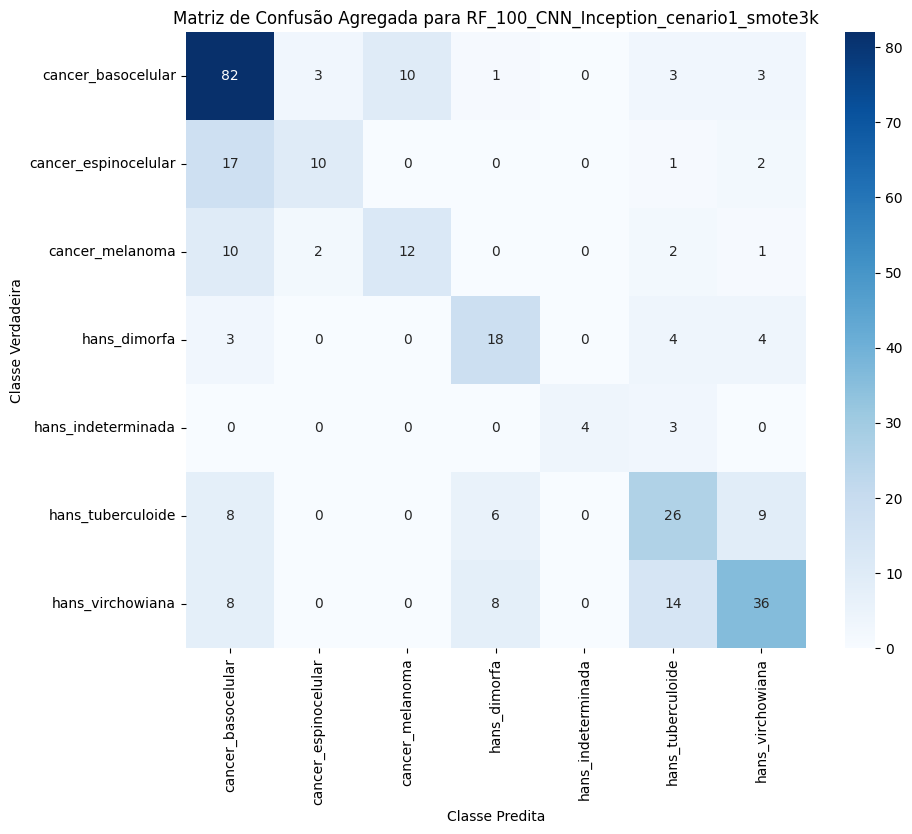 Matriz de Confusão Agregada para RF_100_CNN_Inception_cenario1_smote3k
Classe Verdadeira
cancer_basocelular 82 3 10 1 0 3 3
cancer_espinocelular 17 10 0 0 0 1 2
cancer_melanoma 10 2 12 0 0 2 1
hans_dimorfa 3 0 0 18 0 4 4
hans_indeterminada 0 0 0 0 4 3 0
hans_tuberculoide 8 0 0 6 0 26 9
hans_virchowiana 8 0 0 8 0 14 36
cancer_basocelular
cancer_espinocelular
cancer_melanoma
hans_dimorfa
hans_indeterminada
hans_tuberculoide
hans_virchowiana
Classe Predita
80
70
60
50
40
30
20
10
0